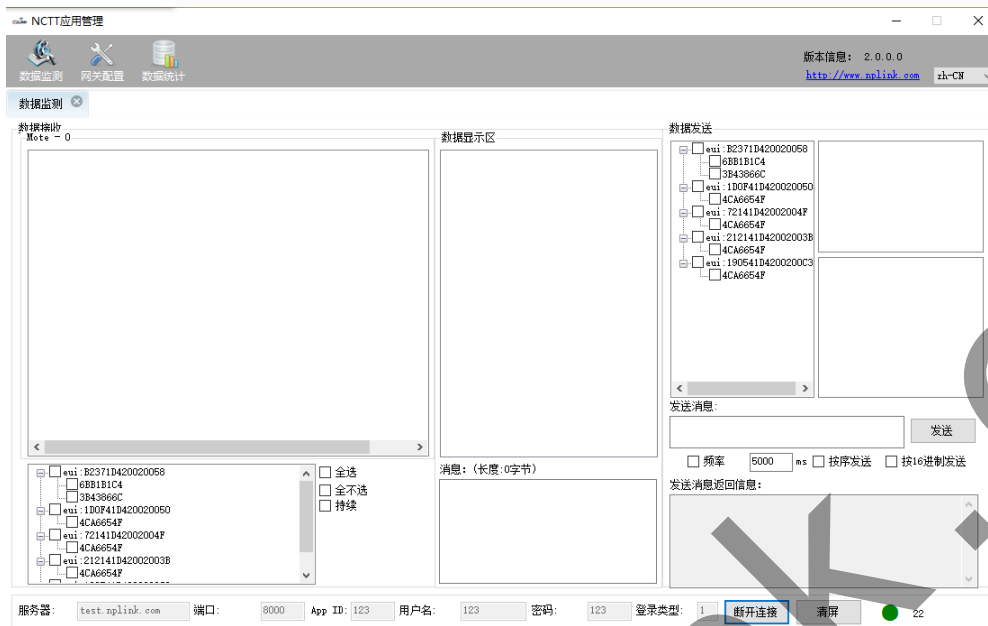 NCTT应用管理
数据监测 网关配置 数据统计
版本信息: 2.0.0.0
http://www.nplink.com zh-CN
数据监测
数据接收
Mote - 0
数据显示区
消息:(长度:0字节)
eui:B2371D420020058
6BB1B1C4
3B43866C
eui:1D0F41D420020050
4CA6654F
eui:72141D42002004F
4CA6654F
eui:212141D42002003B
4CA6654F
全选
全不选
持续
数据发送
eui:B2371D420020058
6BB1B1C4
3B43866C
eui:1D0F41D420020050
4CA6654F
eui:72141D42002004F
4CA6654F
eui:212141D42002003B
4CA6654F
eui:190541D4200200C3
4CA6654F
发送消息:
发送
频率 5000 ms 按序发送 按16进制发送
发送消息返回信息:
服务器: test.nplink.com 端口: 8000 App ID: 123 用户名: 123 密码: 123 登录类型: 1 断开连接 清屏 22